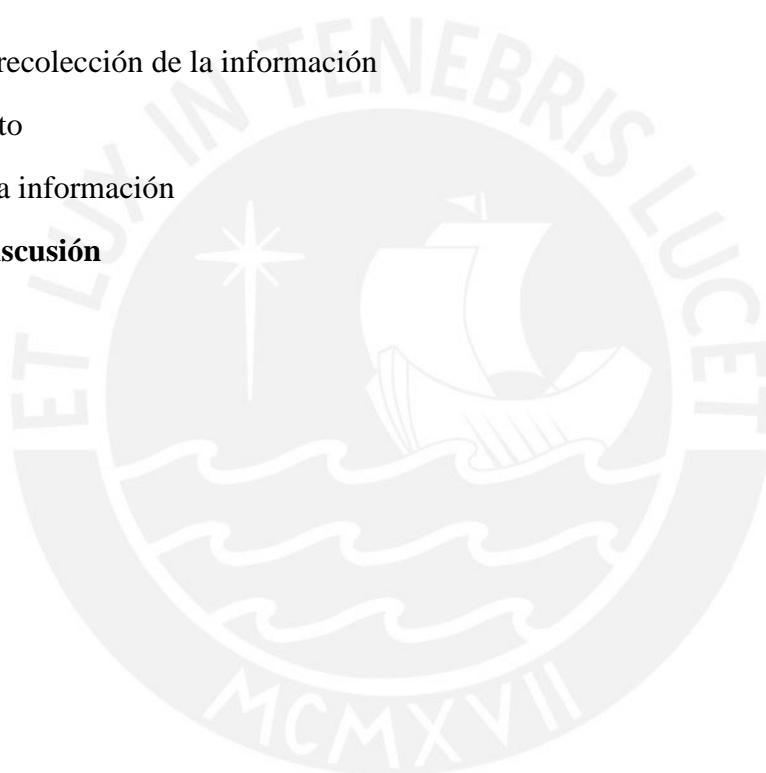 recolección de la información
to
a información
scusión
ET LUX IN TENEBRIS LUCET
MCMXVII